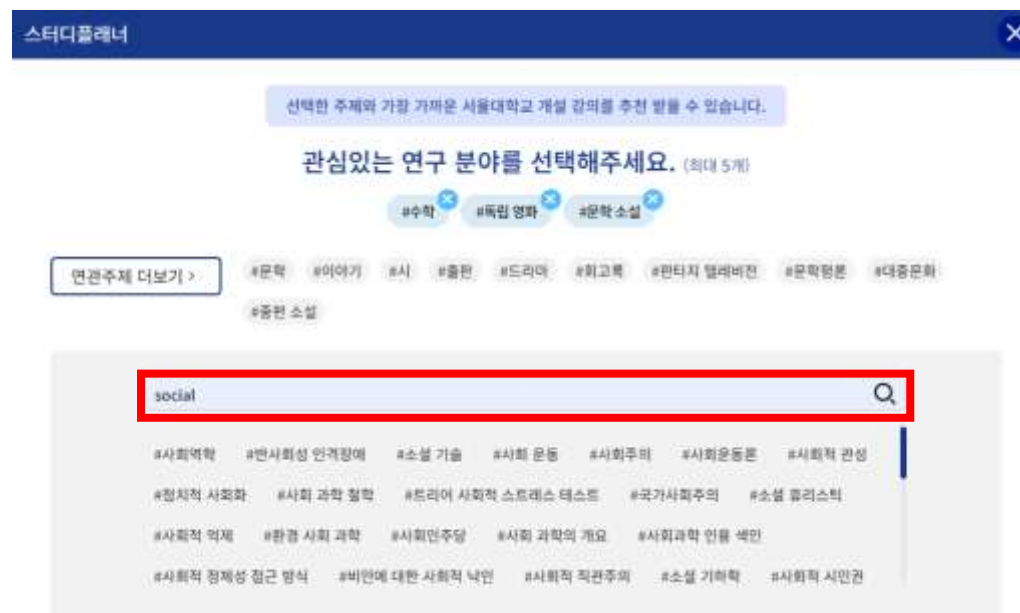 스터디플래너
선택한 주제와 가장 가까운 서울대학교 개설 강의를 추천 받을 수 있습니다.
관심있는 연구 분야를 선택해주세요. (최대 5개)
#수학 #독립 영화 #문학 소설
연관주제 더보기 > #문학 #이야기 #시 #출판 #드라마 #회고록 #판타지 텔레비전 #문학평론 #대중문화
#중편 소설
social
#사회역학 #반사회성 인격장애 #소셜 기술 #사회 운동 #사회주의 #사회운동론 #사회적 관성
#정치적 사회화 #사회 과학 철학 #트리어 사회적 스트레스 테스트 #국가사회주의 #소셜 휴리스틱
#사회적 억제 #환경 사회 과학 #사회민주당 #사회 과학의 개요 #사회과학 인용 색인
#사회적 정체성 접근 방식 #비만에 대한 사회적 낙인 #사회적 직관주의 #소셜 기하학 #사회적 시민권